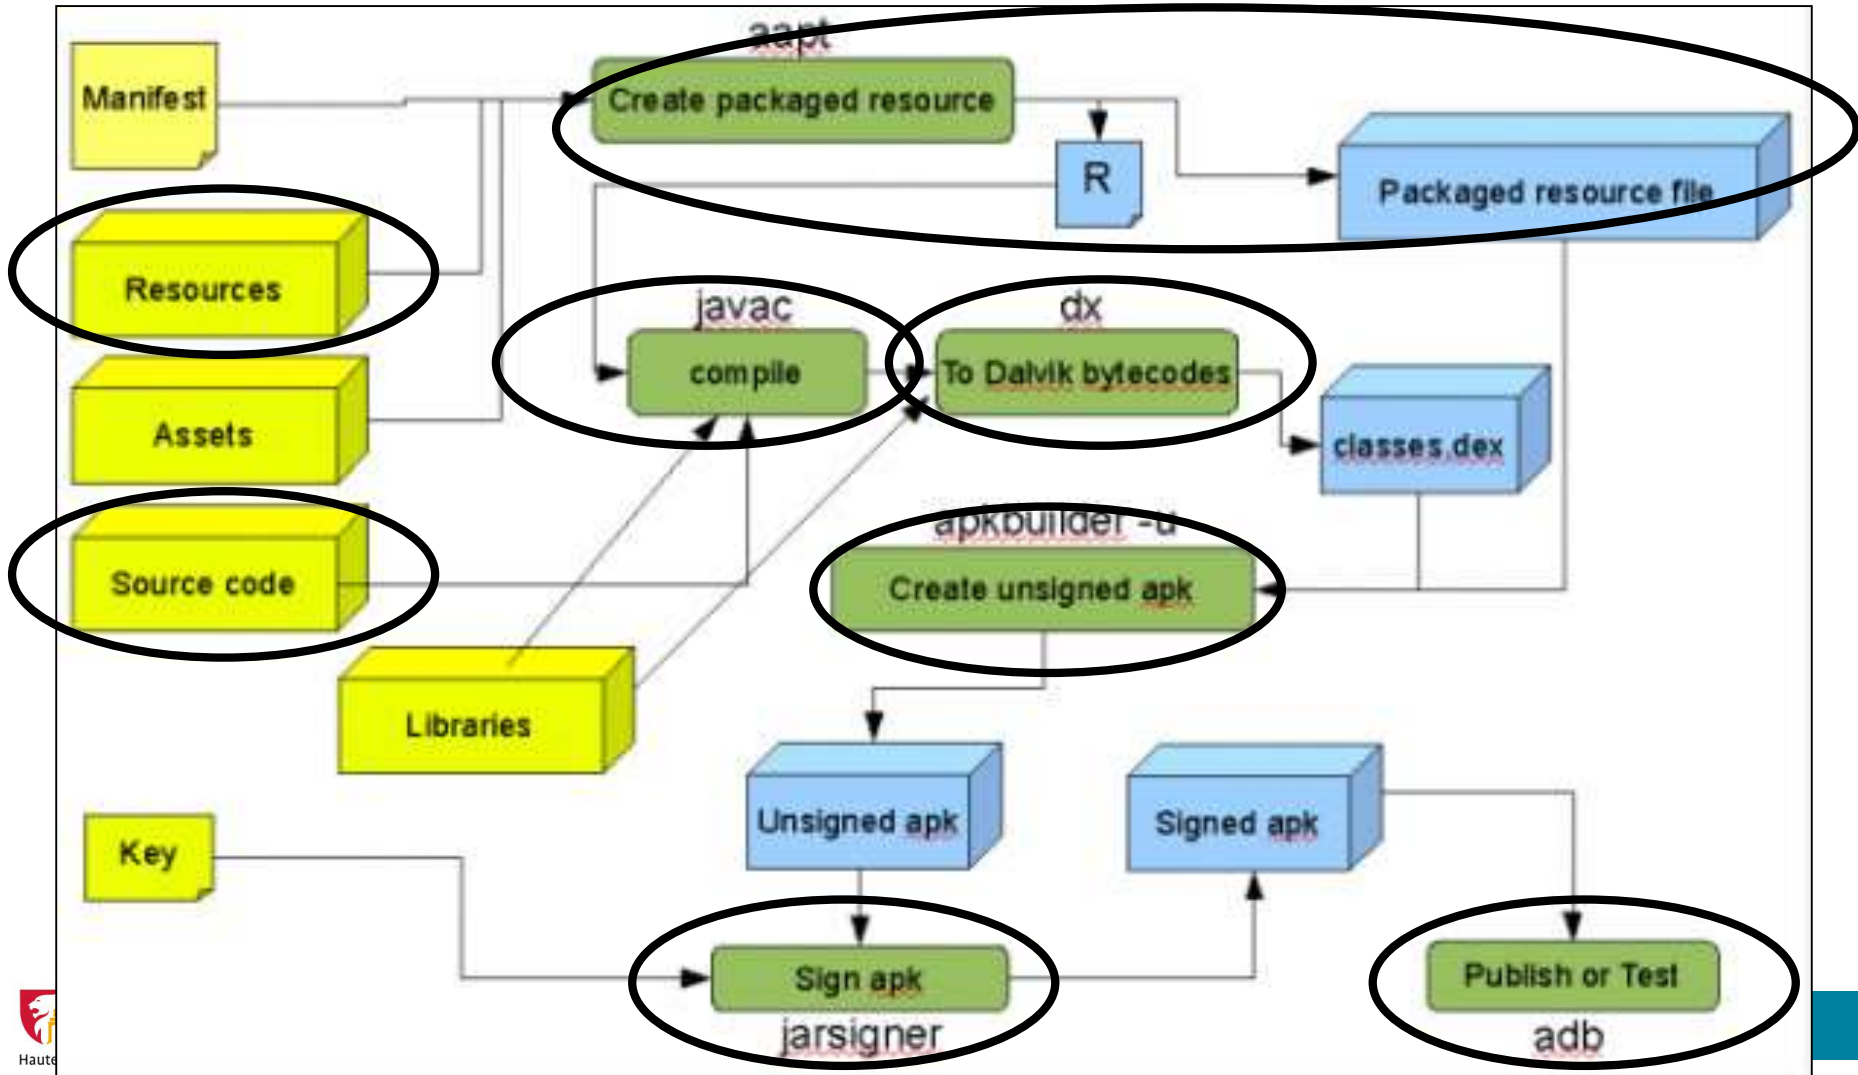 aapt
Manifest
Create packaged resource
R
Packaged resource file
Resources
javac
dx
compile
To Dalvik bytecodes
Assets
classes.dex
apkbuilder -u
Source code
Create unsigned apk
Libraries
Unsigned apk
Signed apk
Key
Sign apk
Publish or Test
jarsigner
adb
Haute